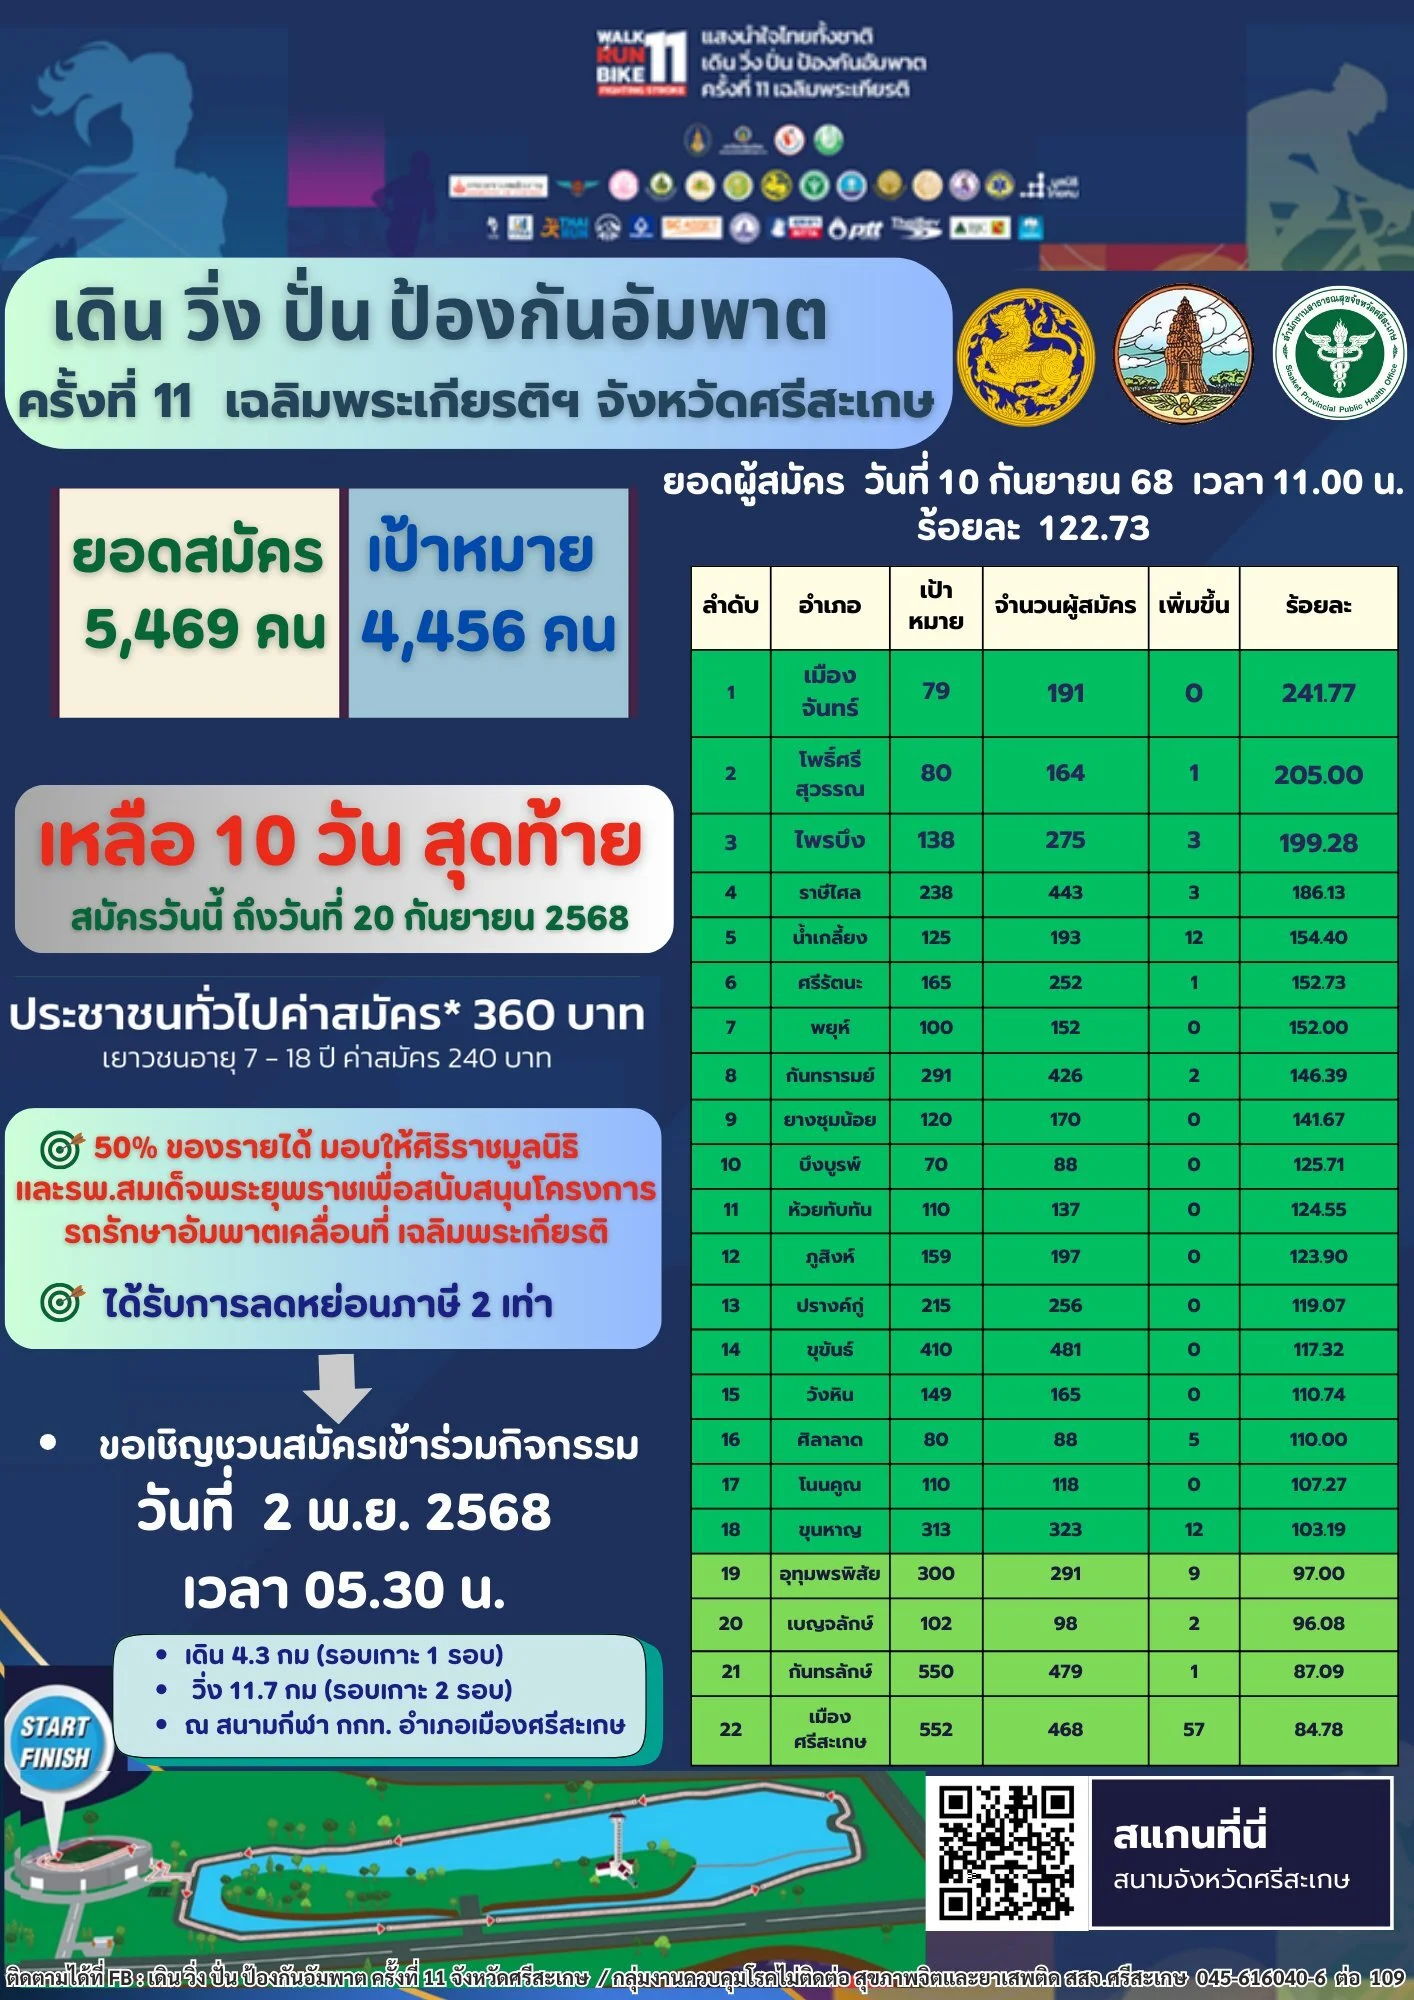 WALK
RUN
BIKE 11
FIGHTING STROKE
แสงนำใจไทยทั้งชาติ
เดิน วิ่ง ปั่น ป้องกันอัมพาต
ครั้งที่ 11 เฉลิมพระเกียรติ
ptt
เดิน วิ่ง ปั่น ป้องกันอัมพาต
ครั้งที่ 11 เฉลิมพระเกียรติฯ จังหวัดศรีสะเกษ
สำนักงานสาธารณสุขจังหวัดศรีสะเกษ
Sisaket Provincial Public Health Office
ยอดผู้สมัคร วันที่ 10 กันยายน 68 เวลา 11.00 น.
ร้อยละ 122.73
ยอดสมัคร
5,469 คน
เป้าหมาย
4,456 คน
เหลือ 10 วัน สุดท้าย
สมัครวันนี้ ถึงวันที่ 20 กันยายน 2568
ประชาชนทั่วไปค่าสมัคร* 360 บาท
เยาวชนอายุ 7 - 18 ปี ค่าสมัคร 240 บาท
50% ของรายได้ มอบให้ศิริราชมูลนิธิ
และรพ.สมเด็จพระยุพราชเพื่อสนับสนุนโครงการ
รถรักษาอัมพาตเคลื่อนที่ เฉลิมพระเกียรติ
ได้รับการลดหย่อนภาษี 2 เท่า
• ขอเชิญชวนสมัครเข้าร่วมกิจกรรม
วันที่ 2 พ.ย. 2568
เวลา 05.30 น.
• เดิน 4.3 กม (รอบเกาะ 1 รอบ)
• วิ่ง 11.7 กม (รอบเกาะ 2 รอบ)
• ณ สนามกีฬา กกท. อำเภอเมืองศรีสะเกษ
START
FINISH
ลำดับ อำเภอ เป้าหมาย จำนวนผู้สมัคร เพิ่มขึ้น ร้อยละ
1 เมืองจันทร์ 79 191 0 241.77
2 โพธิ์ศรีสุวรรณ 80 164 1 205.00
3 ไพรบึง 138 275 3 199.28
4 ราษีไศล 238 443 3 186.13
5 น้ำเกลี้ยง 125 193 12 154.40
6 ศรีรัตนะ 165 252 1 152.73
7 พยุห์ 100 152 0 152.00
8 กันทรารมย์ 291 426 2 146.39
9 ยางชุมน้อย 120 170 0 141.67
10 บึงบูรพ์ 70 88 0 125.71
11 ห้วยทับทัน 110 137 0 124.55
12 ภูสิงห์ 159 197 0 123.90
13 ปรางค์กู่ 215 256 0 119.07
14 ขุขันธ์ 410 481 0 117.32
15 วังหิน 149 165 0 110.74
16 ศิลาลาด 80 88 5 110.00
17 โนนคูณ 110 118 0 107.27
18 ขุนหาญ 313 323 12 103.19
19 อุทุมพรพิสัย 300 291 9 97.00
20 เบญจลักษ์ 102 98 2 96.08
21 กันทรลักษ์ 550 479 1 87.09
22 เมืองศรีสะเกษ 552 468 57 84.78
สแกนที่นี่
สนามจังหวัดศรีสะเกษ
ติดตามได้ที่ FB : เดิน วิ่ง ปั่น ป้องกันอัมพาต ครั้งที่ 11 จังหวัดศรีสะเกษ / กลุ่มงานควบคุมโรคไม่ติดต่อ สุขภาพจิตและยาเสพติด สสจ.ศรีสะเกษ 045-616040-6 ต่อ 109